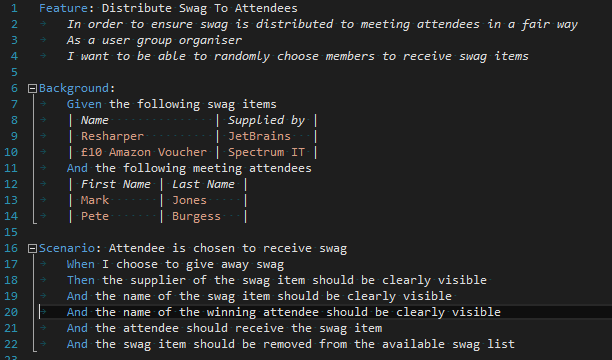 1 Feature: Distribute Swag To Attendees
2 In order to ensure swag is distributed to meeting attendees in a fair way
3 As a user group organiser
4 I want to be able to randomly choose members to receive swag items
5
6 Background:
7 Given the following swag items
8 | Name | Supplied by |
9 | Resharper | JetBrains |
10 | £10 Amazon Voucher | Spectrum IT |
11 And the following meeting attendees
12 | First Name | Last Name |
13 | Mark | Jones |
14 | Pete | Burgess |
15
16 Scenario: Attendee is chosen to receive swag
17 When I choose to give away swag
18 Then the supplier of the swag item should be clearly visible
19 And the name of the swag item should be clearly visible
20 And the name of the winning attendee should be clearly visible
21 And the attendee should receive the swag item
22 And the swag item should be removed from the available swag list
23